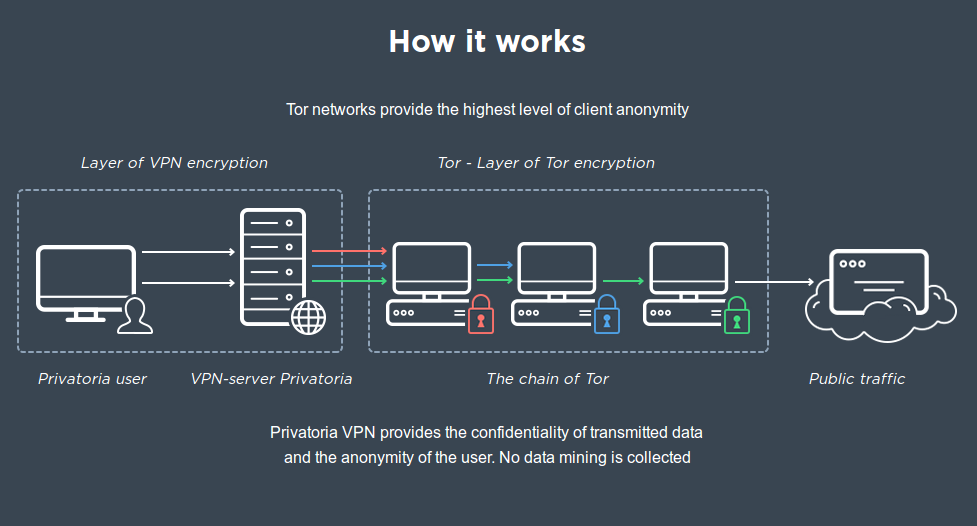 How it works
Tor networks provide the highest level of client anonymity
Layer of VPN encryption
Tor - Layer of Tor encryption
Privatoria user
VPN-server Privatoria
The chain of Tor
Public traffic
Privatoria VPN provides the confidentiality of transmitted data
and the anonymity of the user. No data mining is collected